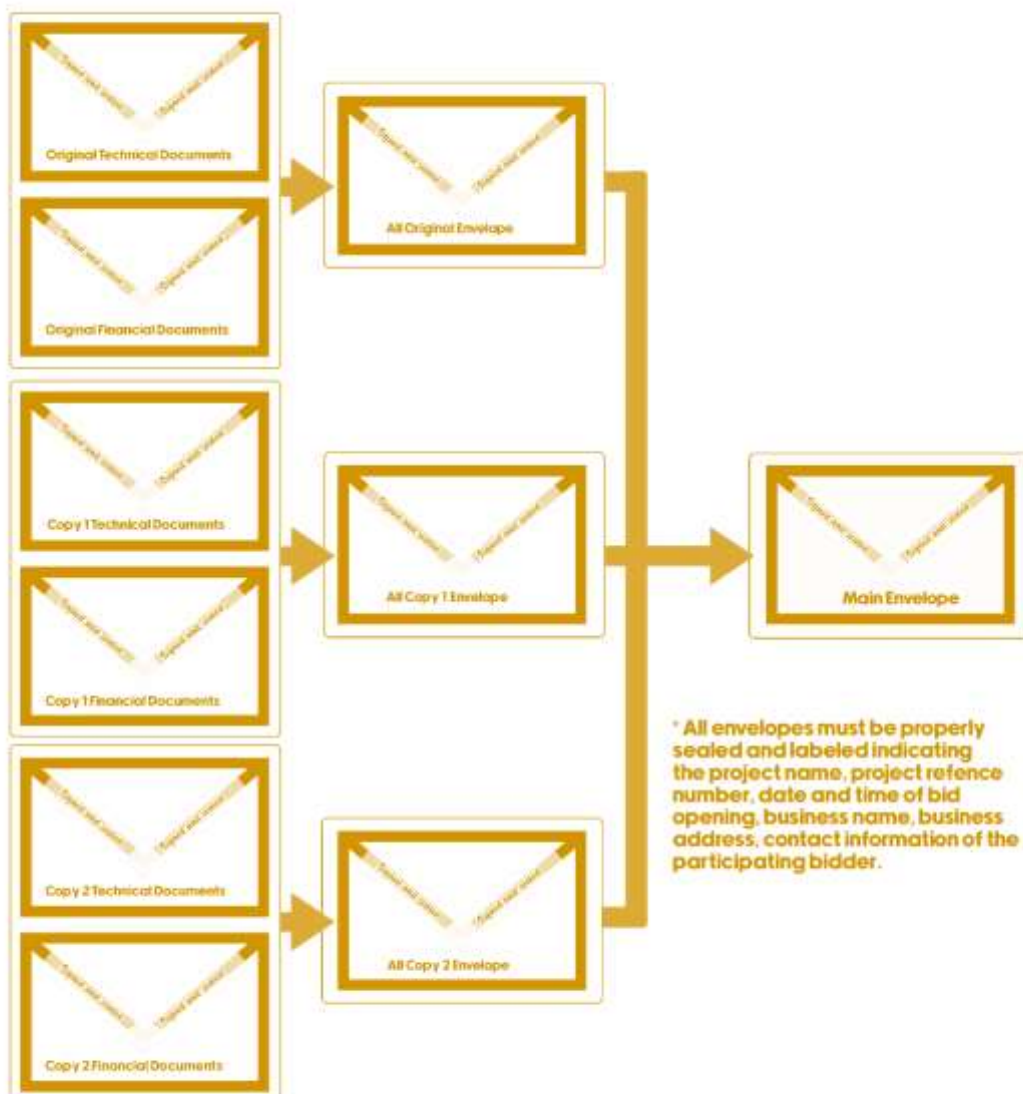 Original Technical Documents
Original Financial Documents
All Original Envelope
Copy 1 Technical Documents
Copy 1 Financial Documents
All Copy 1 Envelope
Copy 2 Technical Documents
Copy 2 Financial Documents
All Copy 2 Envelope
Main Envelope
* All envelopes must be properly
sealed and labeled indicating
the project name, project refence
number, date and time of bid
opening, business name, business
address, contact information of the
participating bidder.